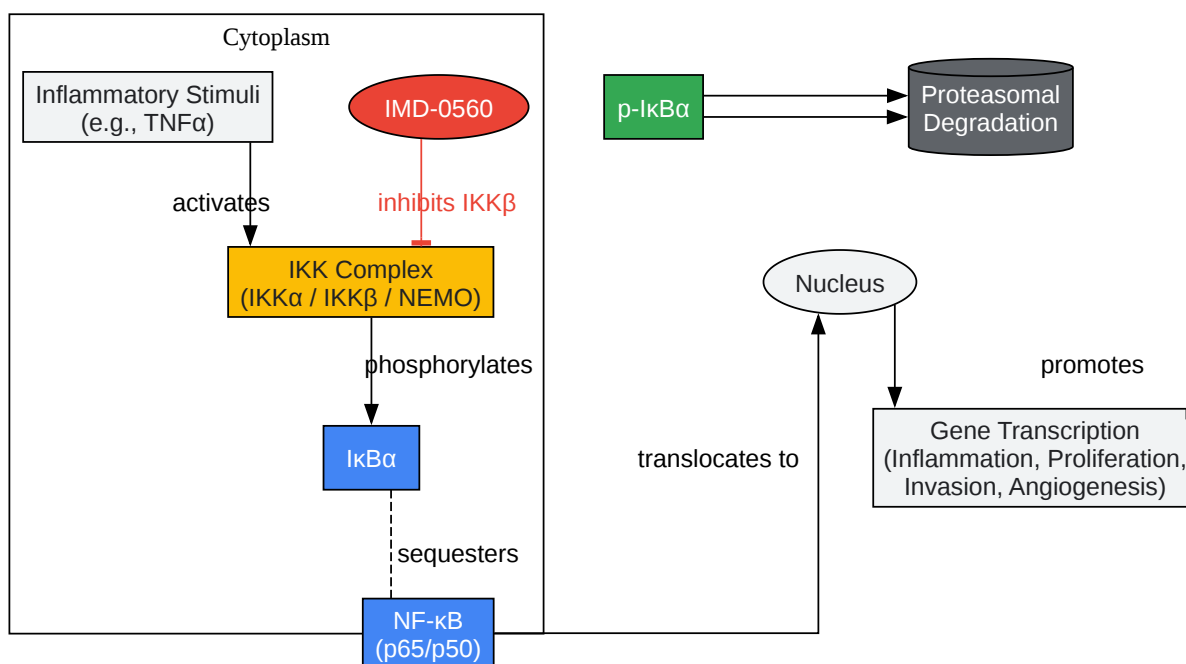 Cytoplasm
Inflammatory Stimuli
(e.g., TNFα)
IMD-0560
p-IκBα
Proteasomal
Degradation
activates
inhibits IKKβ
IKK Complex
(IKKα / IKKβ / NEMO)
Nucleus
phosphorylates
promotes
IκBα
Gene Transcription
(Inflammation, Proliferation,
Invasion, Angiogenesis)
translocates to
sequesters
NF-κB
(p65/p50)